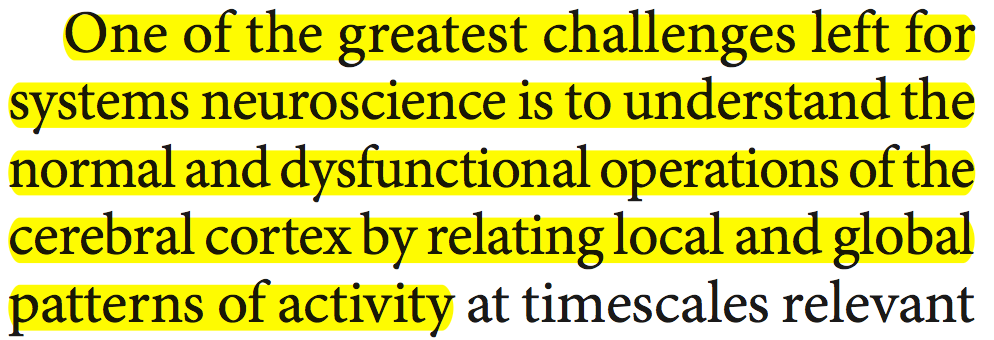 One of the greatest challenges left for
systems neuroscience is to understand the
normal and dysfunctional operations of the
cerebral cortex by relating local and global
patterns of activity at timescales relevant